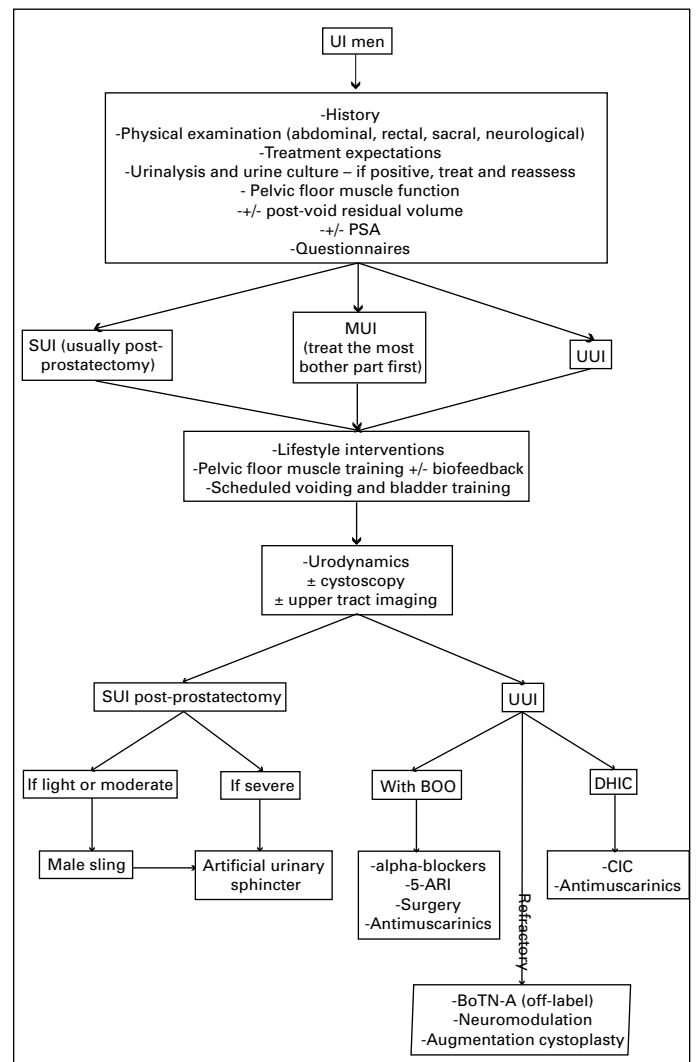 UI men
-History
-Physical examination (abdominal, rectal, sacral, neurological)
-Treatment expectations
-Urinalysis and urine culture – if positive, treat and reassess
- Pelvic floor muscle function
-+/- post-void residual volume
-+/- PSA
-Questionnaires
SUI (usually post-
prostatectomy)
MUI
(treat the most
bother part first)
UUI
-Lifestyle interventions
-Pelvic floor muscle training +/- biofeedback
-Scheduled voiding and bladder training
-Urodynamics
± cystoscopy
± upper tract imaging
SUI post-prostatectomy
UUI
If light or moderate
If severe
With BOO
DHIC
Male sling
Artificial urinary
sphincter
-alpha-blockers
-5-ARI
-Surgery
-Antimuscarinics
Refractory
-CIC
-Antimuscarinics
-BoTN-A (off-label)
-Neuromodulation
-Augmentation cystoplasty